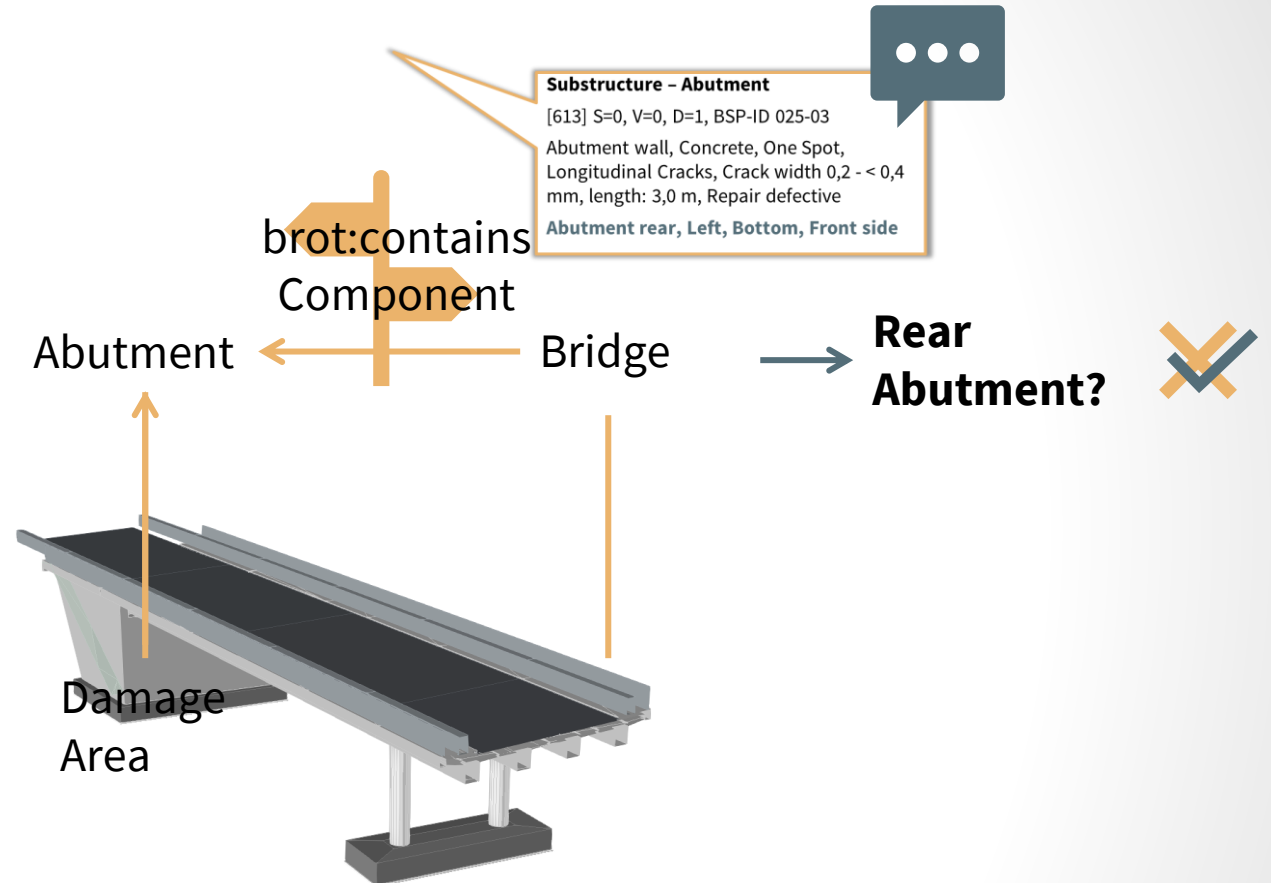 Substructure – Abutment
[613] S=0, V=0, D=1, BSP-ID 025-03
Abutment wall, Concrete, One Spot,
Longitudinal Cracks, Crack width 0,2 - < 0,4
mm, length: 3,0 m, Repair defective
Abutment rear, Left, Bottom, Front side
brot:contains
Component
Abutment
Bridge
Rear
Abutment?
Damage
Area